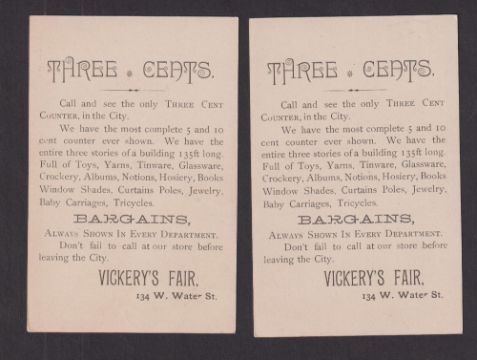 THREE CENTS.
Call and see the only THREE CENT
COUNTER, in the City.
We have the most complete 5 and 10
cent counter ever shown. We have the
entire three stories of a building 135ft long.
Full of Toys, Yarns, Tinware, Glassware,
Crockery, Albums, Notions, Hosiery, Books
Window Shades, Curtains Poles, Jewelry,
Baby Carriages, Tricycles.
BARGAINS,
ALWAYS SHOWN IN EVERY DEPARTMENT.
Don't fail to call at our store before
leaving the City.
VICKERY'S FAIR,
134 W. Water St.
THREE CENTS.
Call and see the only THREE CENT
COUNTER, in the City.
We have the most complete 5 and 10
cent counter ever shown. We have the
entire three stories of a building 135ft long.
Full of Toys, Yarns, Tinware, Glassware,
Crockery, Albums, Notions, Hosiery, Books
Window Shades, Curtains Poles, Jewelry,
Baby Carriages, Tricycles.
BARGAINS,
ALWAYS SHOWN IN EVERY DEPARTMENT.
Don't fail to call at our store before
leaving the City.
VICKERY'S FAIR,
134 W. Water St.